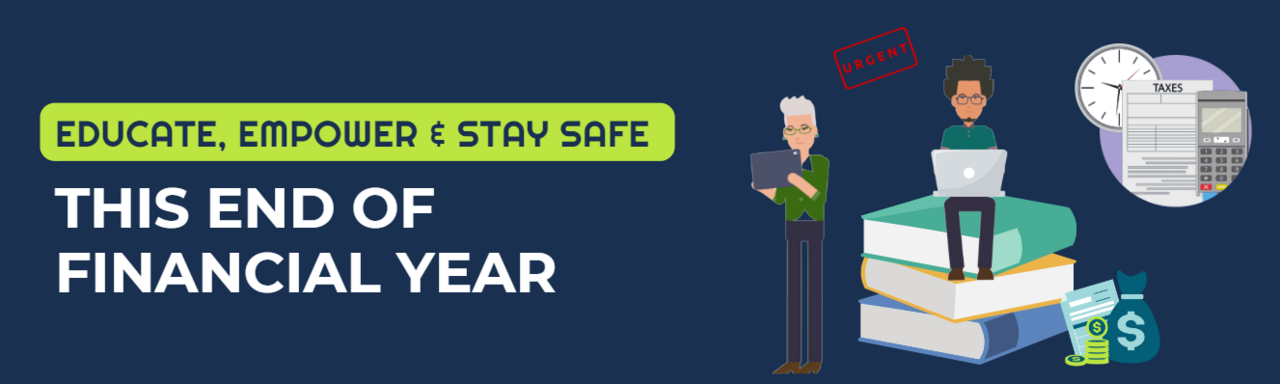 EDUCATE, EMPOWER & STAY SAFE
THIS END OF
FINANCIAL YEAR
URGENT
TAXES
$
$
$